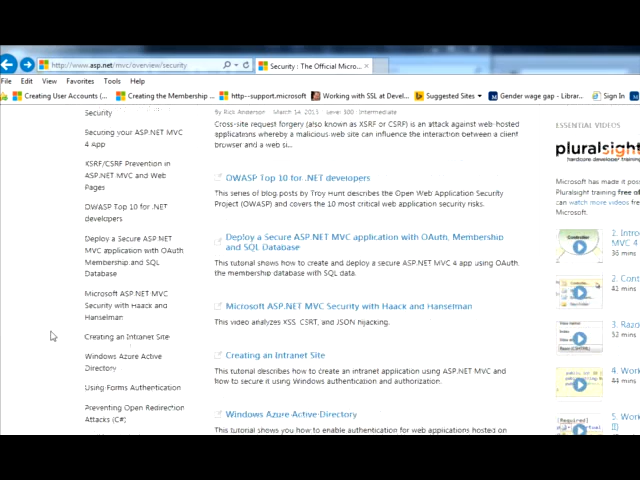 http://www.asp.net/mvc/overview/security
Security : The Official Micro...
File Edit View Favorites Tools Help
Creating User Accounts (... Creating the Membership ... http--support.microsoft Working with SSL at Devel... Suggested Sites Gender wage gap - Librar... Sign In
Security
Securing your ASP.NET MVC
4 App
XSRF/CSRF Prevention in
ASP.NET MVC and Web
Pages
OWASP Top 10 for .NET
developers
Deploy a Secure ASP.NET
MVC application with OAuth,
Membership and SQL
Database
Microsoft ASP.NET MVC
Security with Haack and
Hanselman
Creating an Intranet Site
Windows Azure Active
Directory
Using Forms Authentication
Preventing Open Redirection
Attacks (C#)
By Rick Anderson March 14, 2013 Level 300 : Intermediate
Cross-site request forgery (also known as XSRF or CSRF) is an attack against web-hosted
applications whereby a malicious web site can influence the interaction between a client
browser and a web si...
OWASP Top 10 for .NET developers
This series of blog posts by Troy Hunt describes the Open Web Application Security
Project (OWASP) and covers the 10 most critical web application security risks.
Deploy a Secure ASP.NET MVC application with OAuth, Membership
and SQL Database
This tutorial shows how to create and deploy a secure ASP.NET MVC 4 app using OAuth,
the membership database with SQL data.
Microsoft ASP.NET MVC Security with Haack and Hanselman
This video analyzes XSS, CSRT, and JSON hijacking.
Creating an Intranet Site
This tutorial describes how to create an intranet application using ASP.NET MVC and
how to secure it using Windows authentication and authorization.
Windows Azure Active Directory
This tutorial shows you how to enable authentication for web applications hosted on
ESSENTIAL VIDEOS
pluralsight
hardcore developer training
Microsoft has made it poss
Pluralsight training free o
can watch more videos fre
Microsoft.
Controller
2. Intro
MVC 4
36 mins
2. Cont
42 mins
3. Razo
32 mins
4. Work
44 mins
[Required]
4. Work